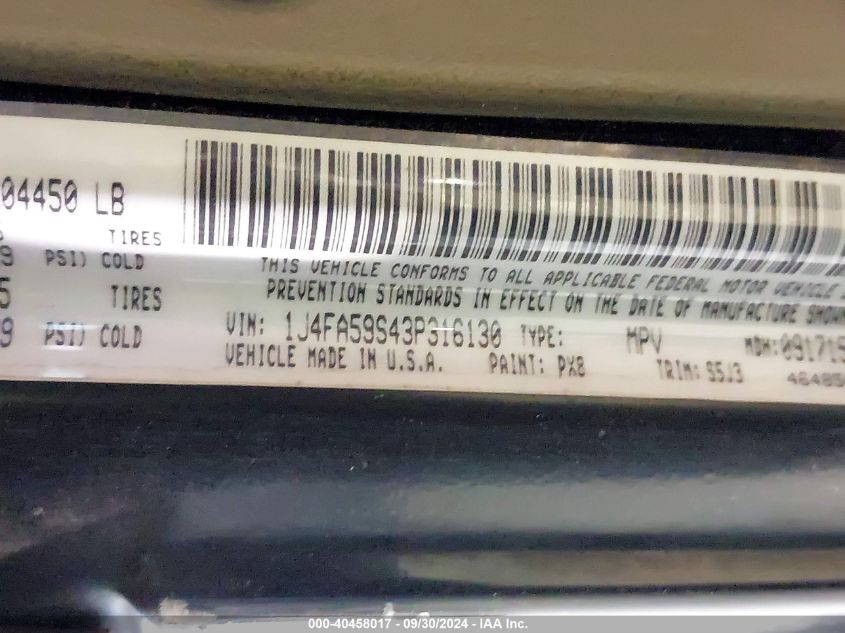 04450 LB
TIRES
PSI) COLD
TIRES
PSI) COLD
THIS VEHICLE CONFORMS TO ALL APPLICABLE FEDERAL MOTOR VEHICLE
PREVENTION STANDARDS IN EFFECT ON THE DATE OF MANUFACTURE SHOWN
VIN: 1J4FA59S43P316130 TYPE: MPV MDH:09171
VEHICLE MADE IN U.S.A. PAINT: PX8 TRIM: S5J3
000-40458017 - 09/30/2024 - IAA Inc.